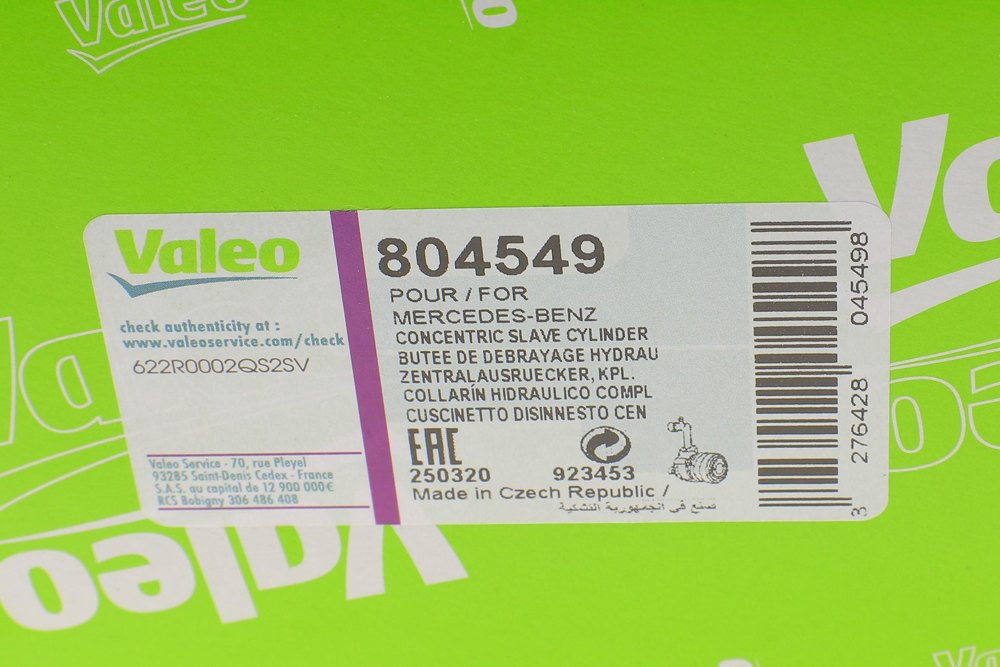 Valeo
Valeo
check authenticity at :
www.valeoservice.com/check
622R0002QS2SV
Valeo Service - 70, rue Pleyel
93285 Saint-Denis Cedex - France
S.A.S. au capital de 12 900 000€
RCS Bobigny 306 486 408
804549
POUR / FOR
MERCEDES-BENZ
CONCENTRIC SLAVE CYLINDER
BUTEE DE DEBRAYAGE HYDRAU
ZENTRALAUSRUECKER, KPL.
COLLARÍN HIDRAULICO COMPL
CUSCINETTO DISINNESTO CEN
EAC
250320 923453
Made in Czech Republic /
صنع في الجمهورية التشكية
3 276428 045498
Valeo